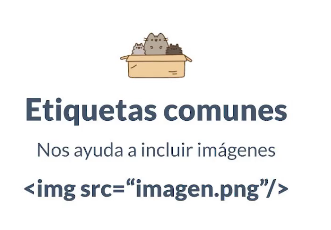 Etiquetas comunes
Nos ayuda a incluir imágenes
<img src=“imagen.png”/>